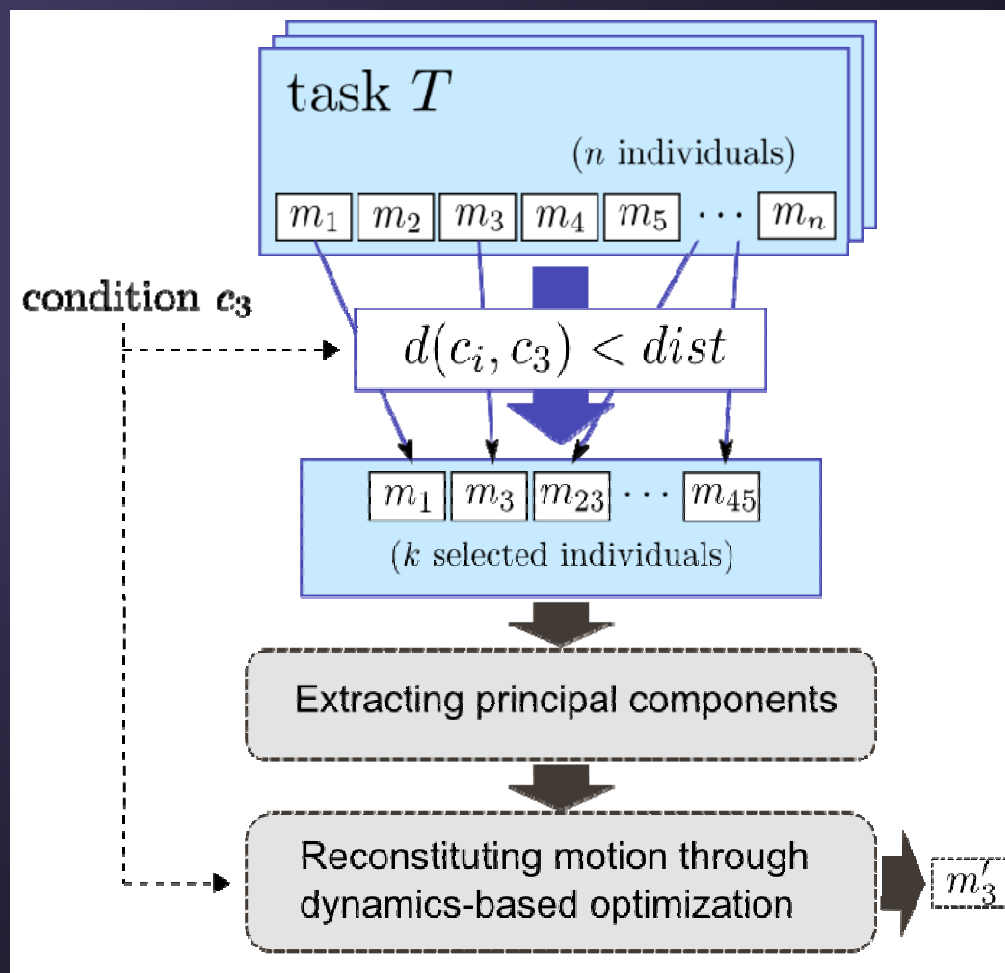 task T
(n individuals)
m₁ m₂ m₃ m₄ m₅ ⋯ mₙ
condition c₃
d(cᵢ, c₃) < dist
m₁ m₃ m₂₃ ⋯ m₄₅
(k selected individuals)
Extracting principal components
Reconstituting motion through
dynamics-based optimization
m′₃